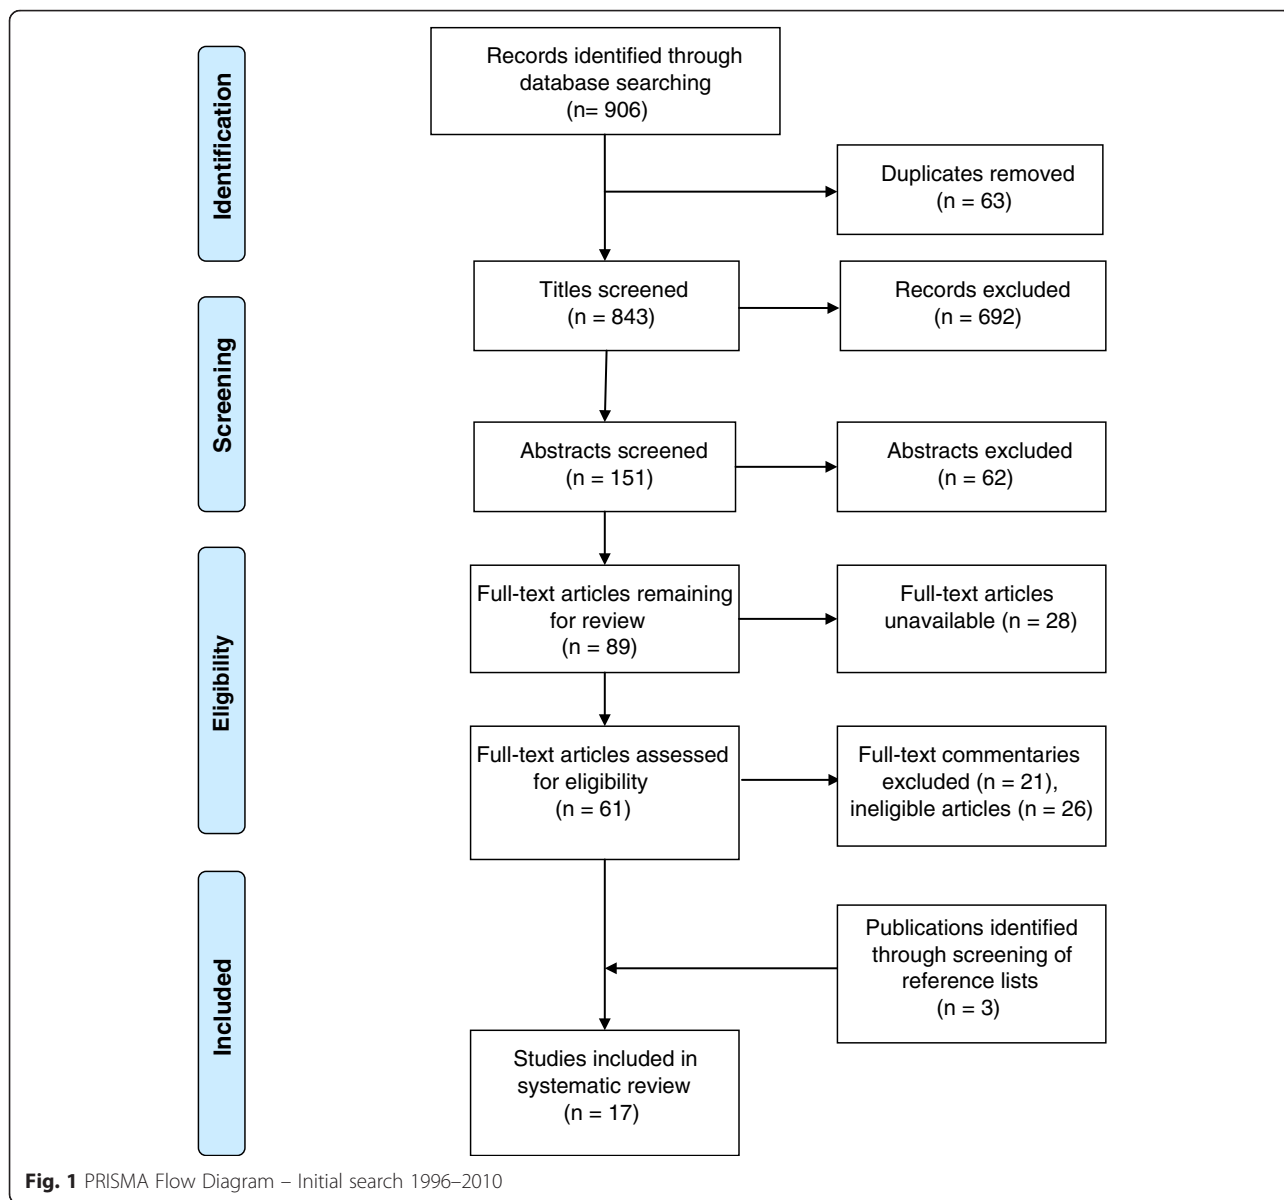 Identification
Records identified through
database searching
(n= 906)
Duplicates removed
(n = 63)
Screening
Titles screened
(n = 843)
Records excluded
(n = 692)
Abstracts screened
(n = 151)
Abstracts excluded
(n = 62)
Eligibility
Full-text articles remaining
for review
(n = 89)
Full-text articles
unavailable (n = 28)
Full-text articles assessed
for eligibility
(n = 61)
Full-text commentaries
excluded (n = 21),
ineligible articles (n = 26)
Included
Publications identified
through screening of
reference lists
(n = 3)
Studies included in
systematic review
(n = 17)
Fig. 1 PRISMA Flow Diagram – Initial search 1996–2010